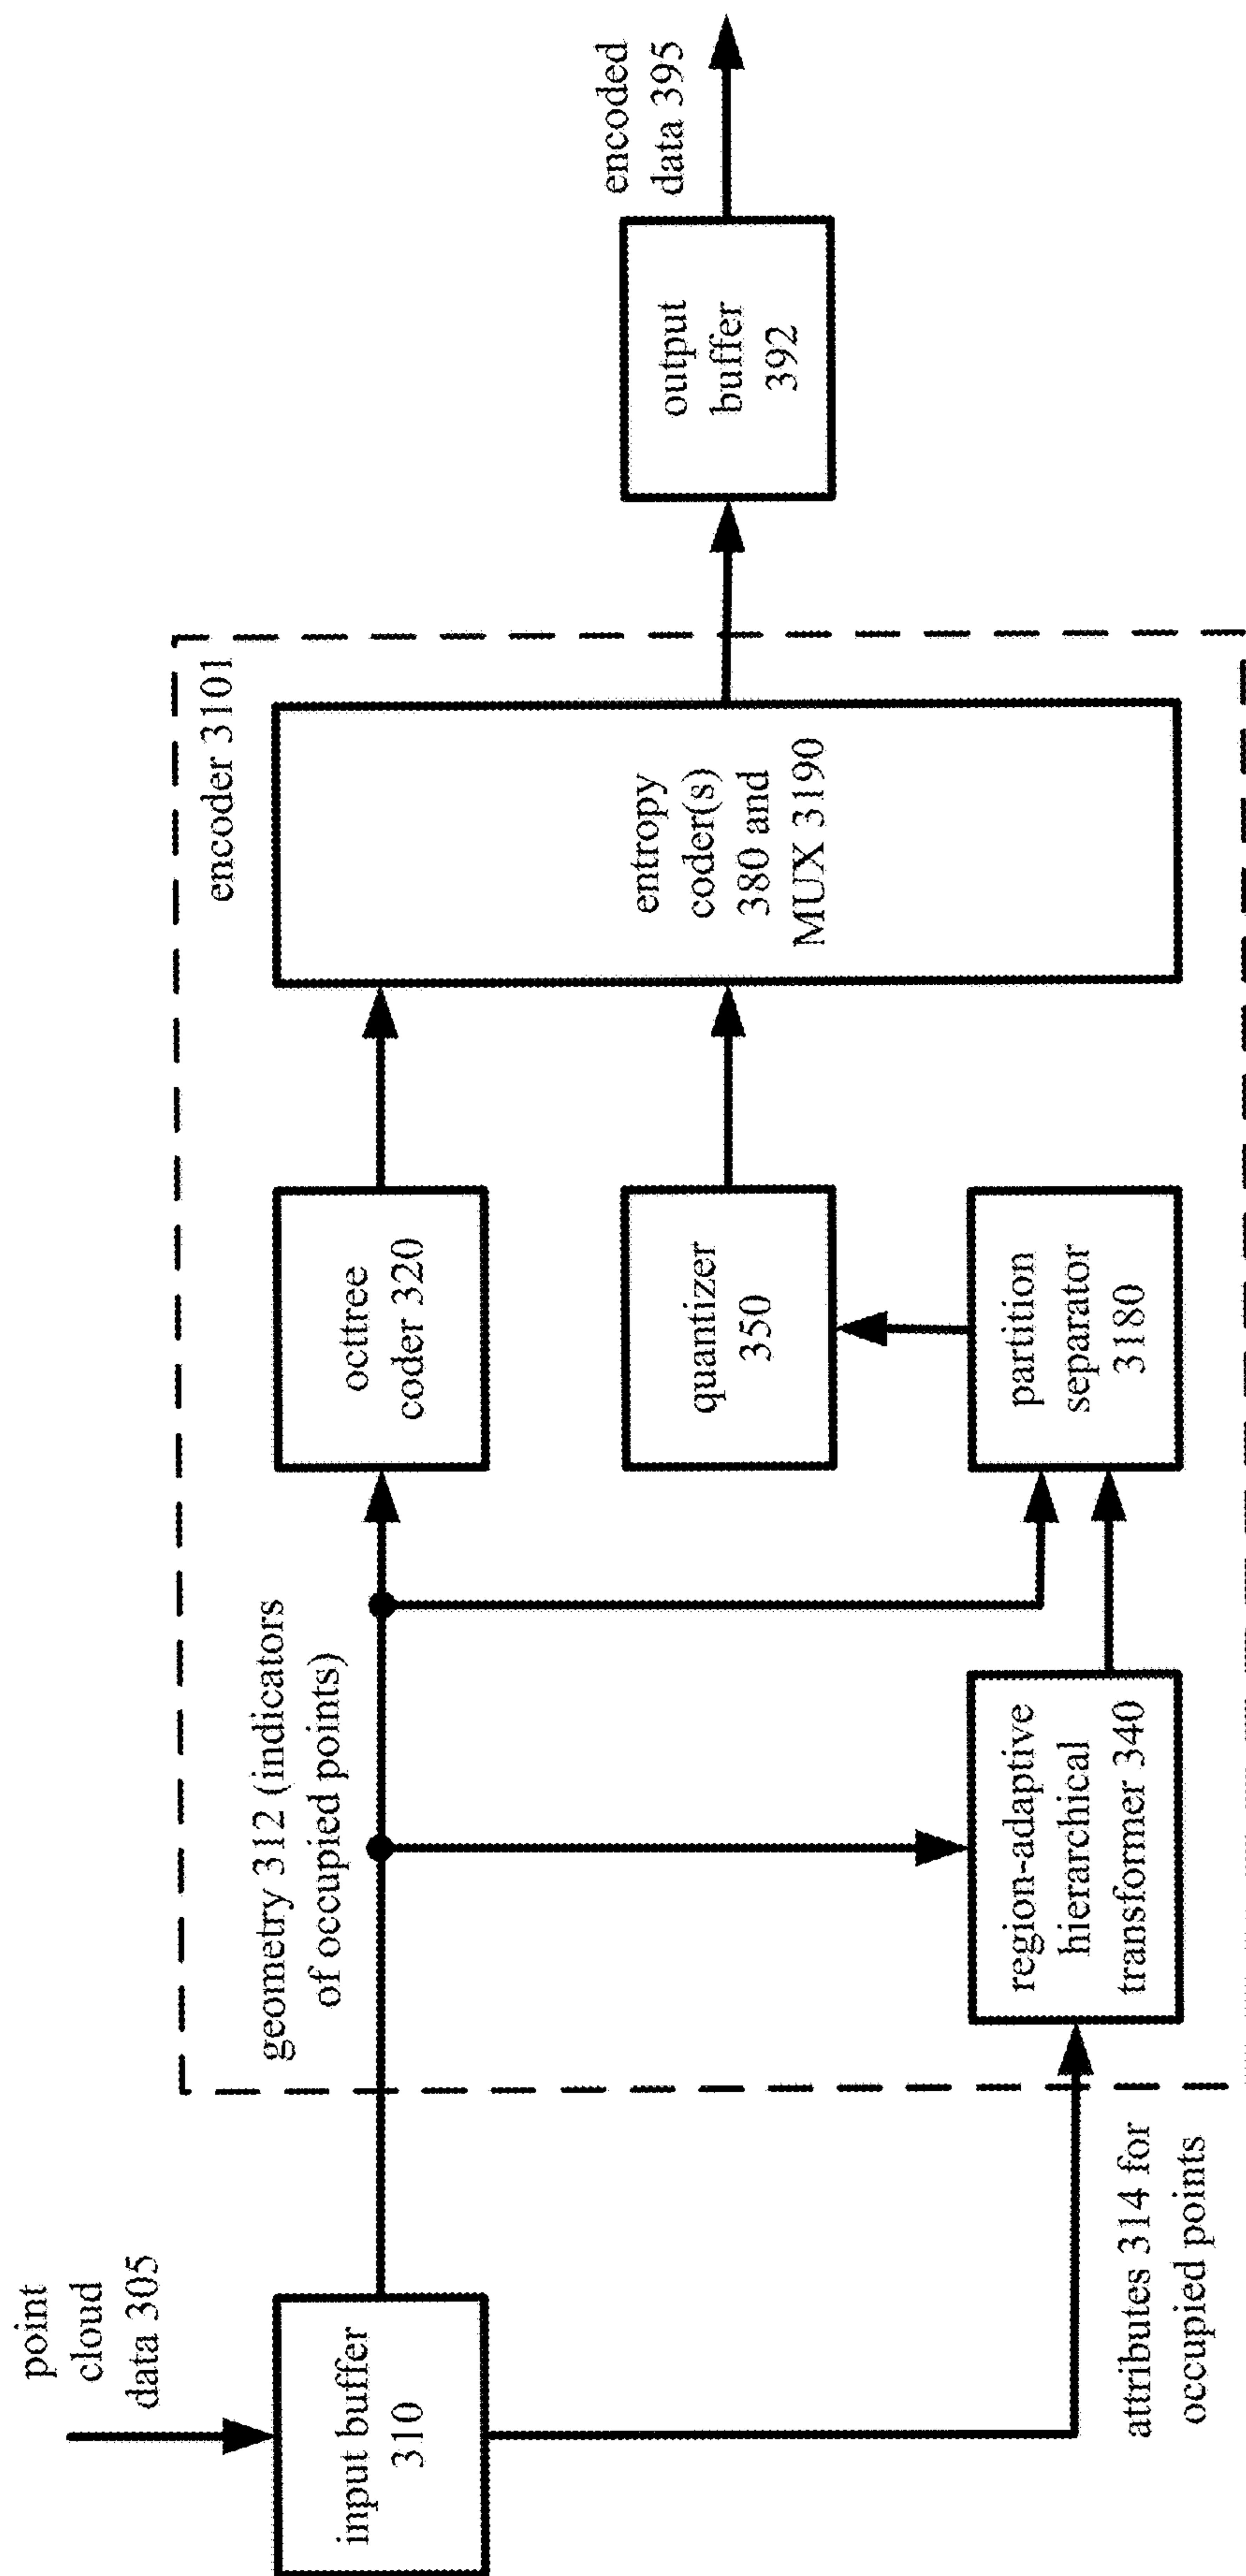 point
cloud
data 305
input buffer
310
attributes 314 for
occupied points
geometry 312 (indicators
of occupied points)
region-adaptive
hierarchical
transformer 340
octtree
coder 320
quantizer
350
partition
separator
3180
encoder 3101
entropy
coder(s)
380 and
MUX 3190
output
buffer
392
encoded
data 395